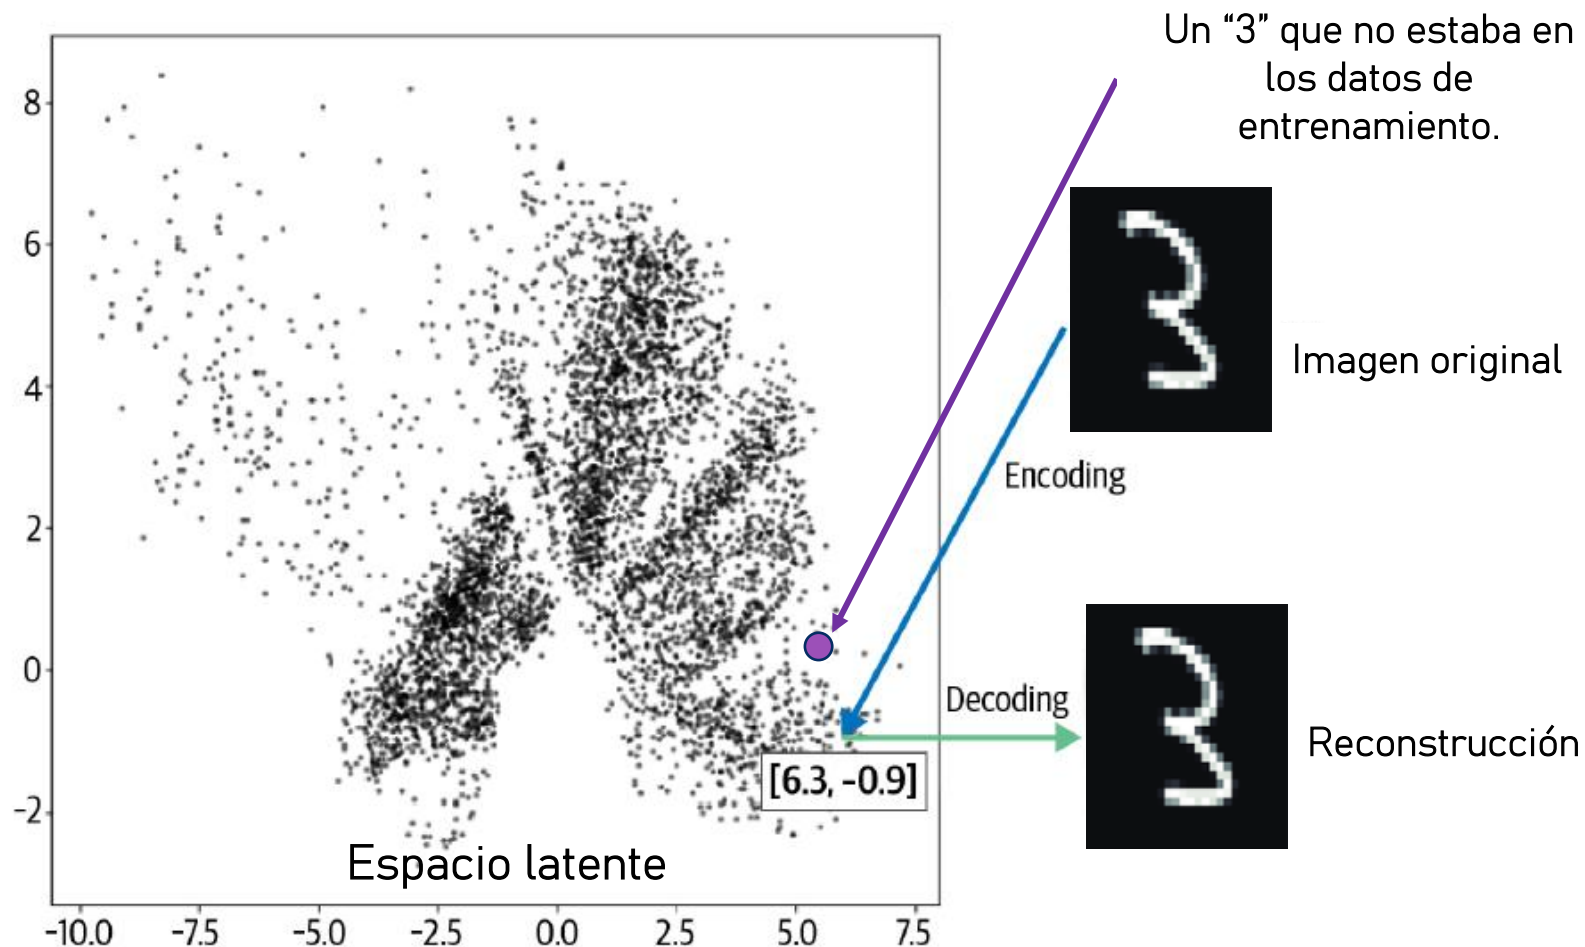 Un “3” que no estaba en
los datos de
entrenamiento.
8
6
4
2
0
−2
Imagen original
Encoding
Decoding
[6.3, −0.9]
Reconstrucción
Espacio latente
−10.0 −7.5 −5.0 −2.5 0.0 2.5 5.0 7.5